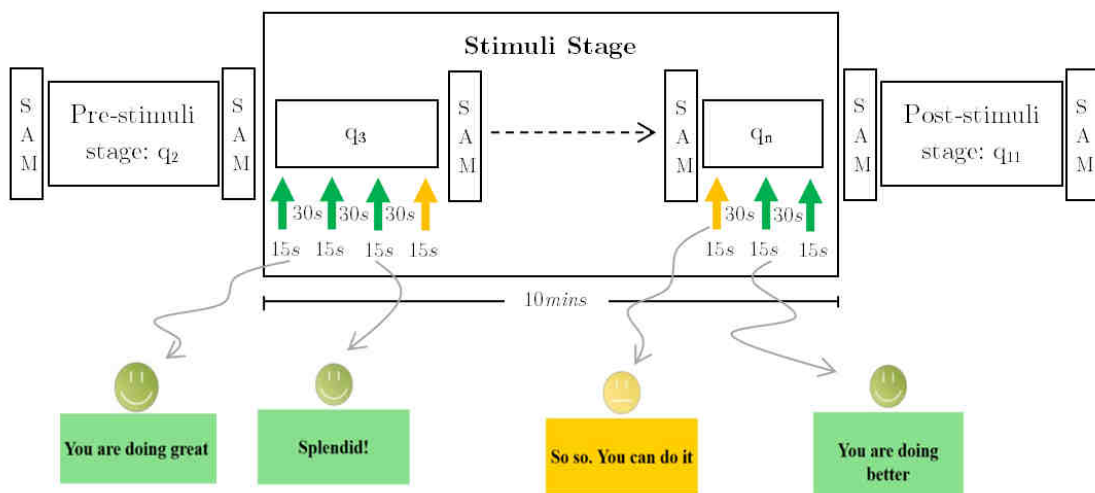 Stimuli Stage
S
A
M
Pre-stimuli
stage: q2
S
A
M
q3
S
A
M
S
A
M
qn
S
A
M
Post-stimuli
stage: q11
S
A
M
30s 30s 30s
15s 15s 15s 15s
30s 30s
15s 15s 15s
10mins
You are doing great
Splendid!
So so. You can do it
You are doing
better